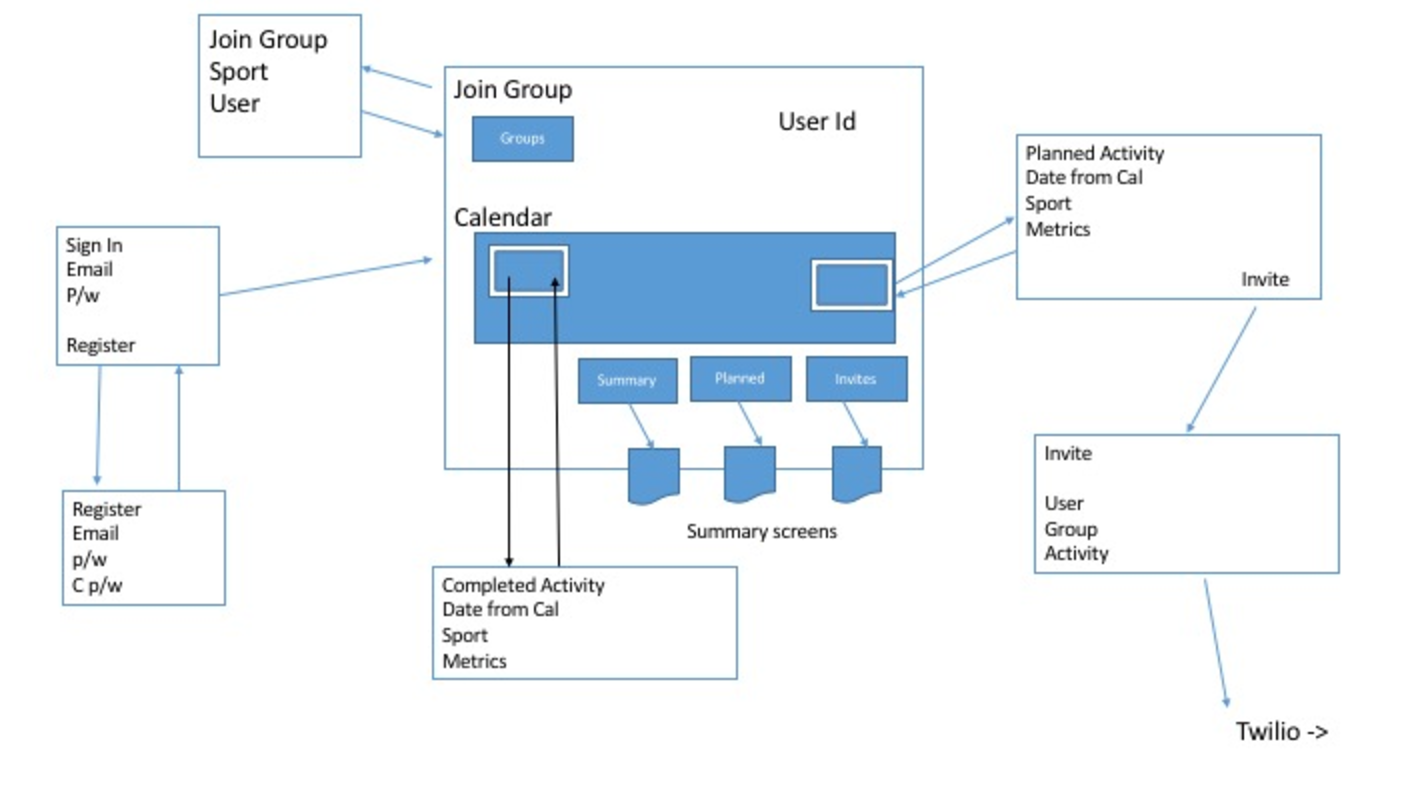 Join Group
Sport
User
Join Group
User Id
Groups
Planned Activity
Date from Cal
Sport
Metrics
Invite
Calendar
Sign In
Email
P/w
Register
Summary
Planned
Invites
Invite
User
Group
Activity
Register
Email
p/w
C p/w
Summary screens
Completed Activity
Date from Cal
Sport
Metrics
Twilio ->